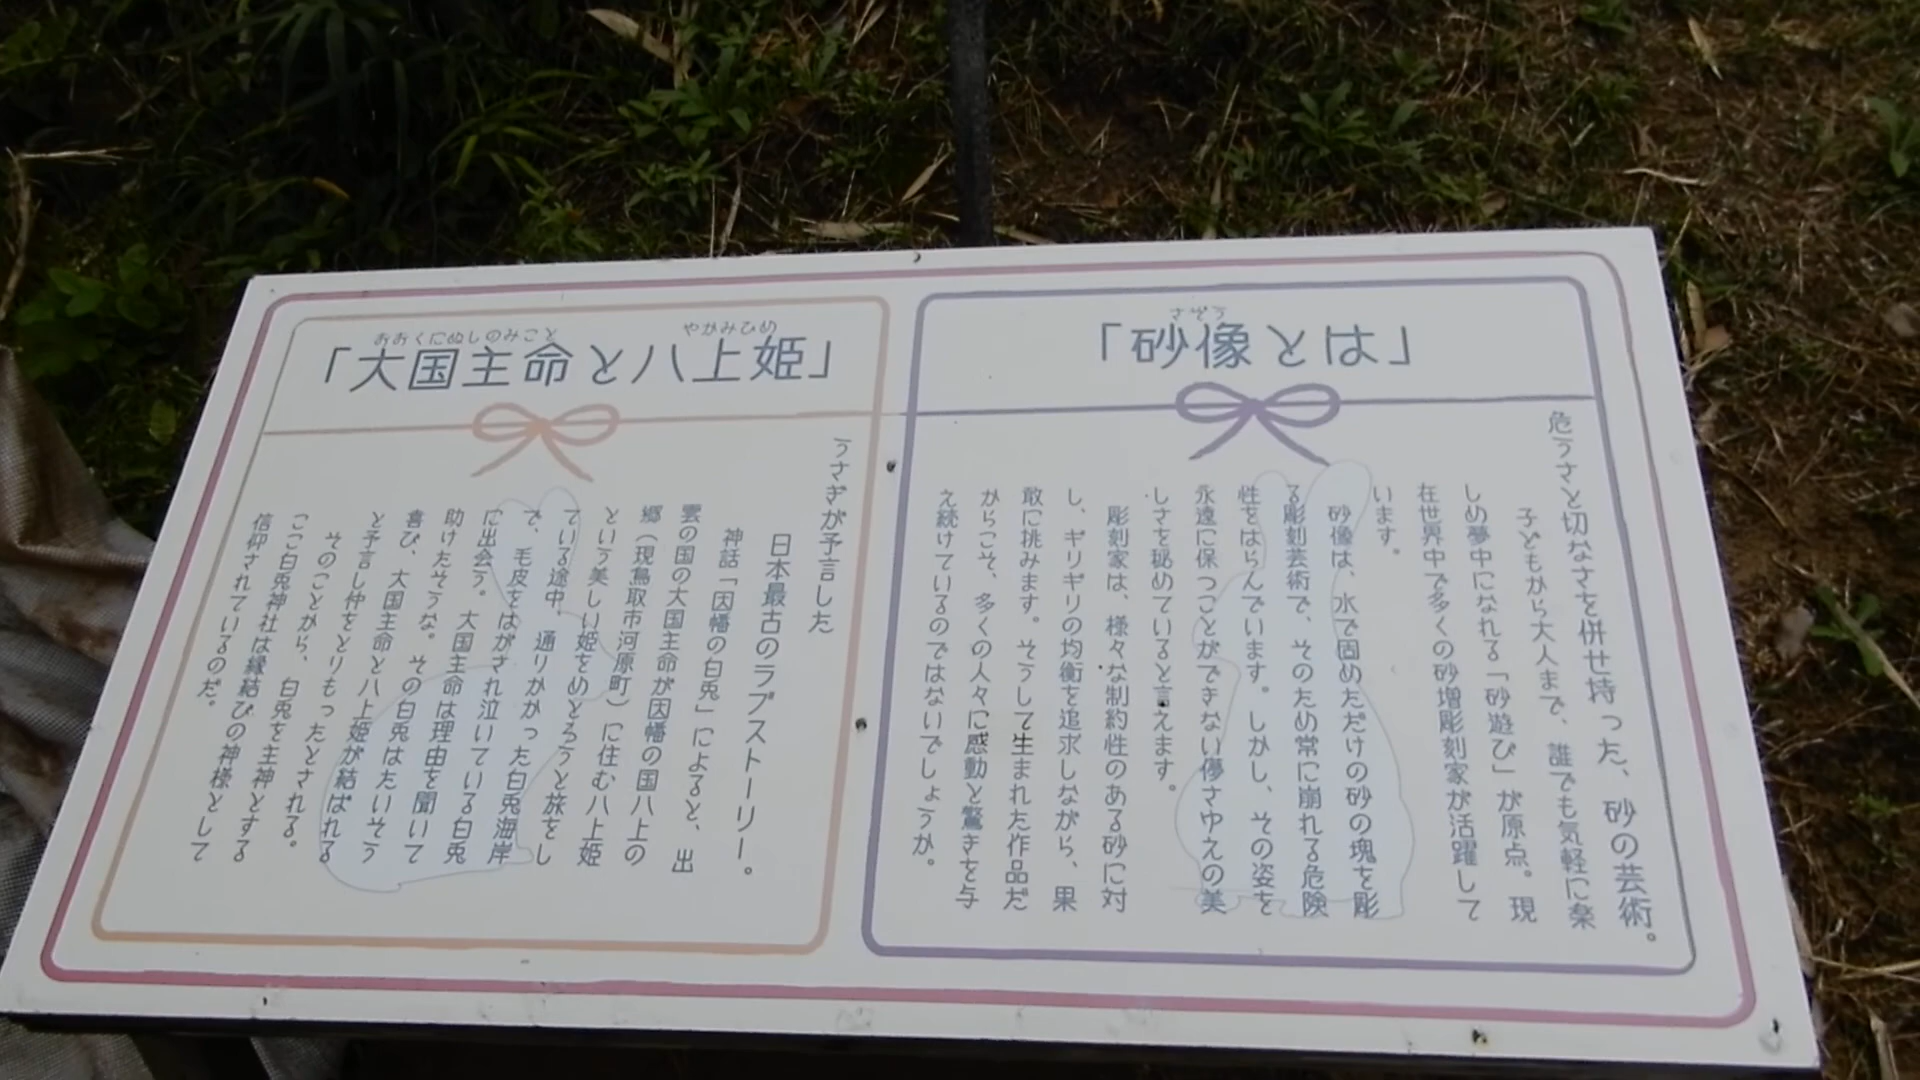 「砂像とは」
さぞう
危うさと切なさを併せ持った、砂の芸術。
子どもから大人まで、誰でも気軽に楽
しめ夢中になれる「砂遊び」が原点。現
在世界中で多くの砂増彫刻家が活躍して
います。
砂像は、水で固めただけの砂の塊を彫
る彫刻芸術で、そのため常に崩れる危険
性をはらんでいます。しかし、その姿を
永遠に保つことができない儚さゆえの美
しさを秘めていると言えます。
彫刻家は、様々な制約性のある砂に対
し、ギリギリの均衡を追求しながら、果
敢に挑みます。そうして生まれた作品だ
からこそ、多くの人々に感動と驚きを与
え続けているのではないでしょうか。
「大国主命と八上姫」
おおくにぬしのみこと
やがみひめ
うさぎが予言した
日本最古のラブストーリー。
神話「因幡の白兎」によると、出
雲の国の大国主命が因幡の国八上の
郷(現鳥取市河原町)に住む八上姫
という美しい姫をめとろうと旅をし
ている途中、通りかかった白兎海岸
で、毛皮をはがされ泣いている白兎
に出会う。大国主命は理由を聞いて
助けたそうな。その白兎はたいそう
喜び、大国主命と八上姫が結ばれる
と予言し仲をとりもったとされる。
そのことから、白兎を主神とする
ここ白兎神社は縁結びの神様として
信仰されているのだ。